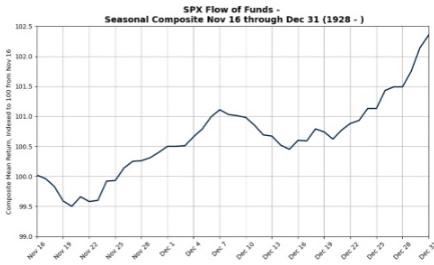 SPX Flow of Funds -
Seasonal Composite Nov 16 through Dec 31 (1928 - )
Composite Mean Return, Indexed to 100 from Nov 16
102.5
102.0
101.5
101.0
100.5
100.0
99.5
99.0
Nov 16
Nov 19
Nov 22
Nov 25
Nov 28
Dec 1
Dec 4
Dec 7
Dec 10
Dec 13
Dec 16
Dec 19
Dec 22
Dec 25
Dec 28